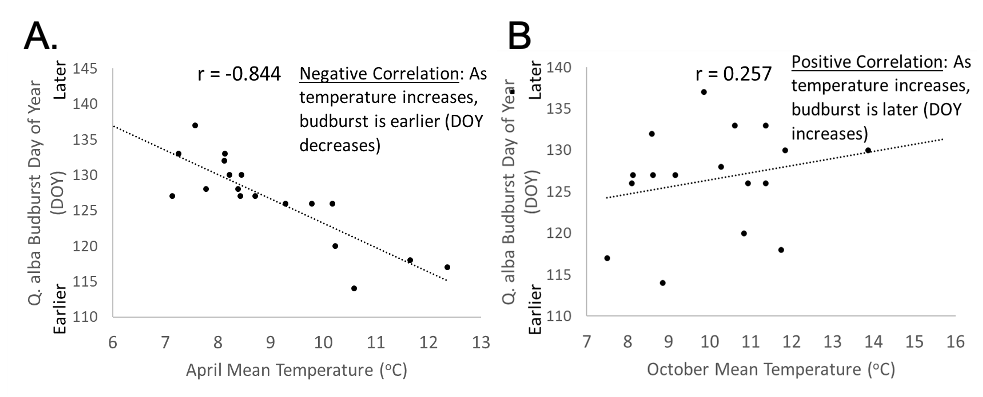 A.
r = -0.844
Negative Correlation: As
temperature increases,
budburst is earlier (DOY
decreases)
Q. alba Budburst Day of Year
(DOY)
Later
Earlier
145
140
135
130
125
120
115
110
6 7 8 9 10 11 12 13
April Mean Temperature (°C)
B
r = 0.257
Positive Correlation: As
temperature increases,
budburst is later (DOY
increases)
Q. alba Budburst Day of Year
(DOY)
Later
Earlier
140
135
130
125
120
115
110
7 8 9 10 11 12 13 14 15 16
October Mean Temperature (°C)